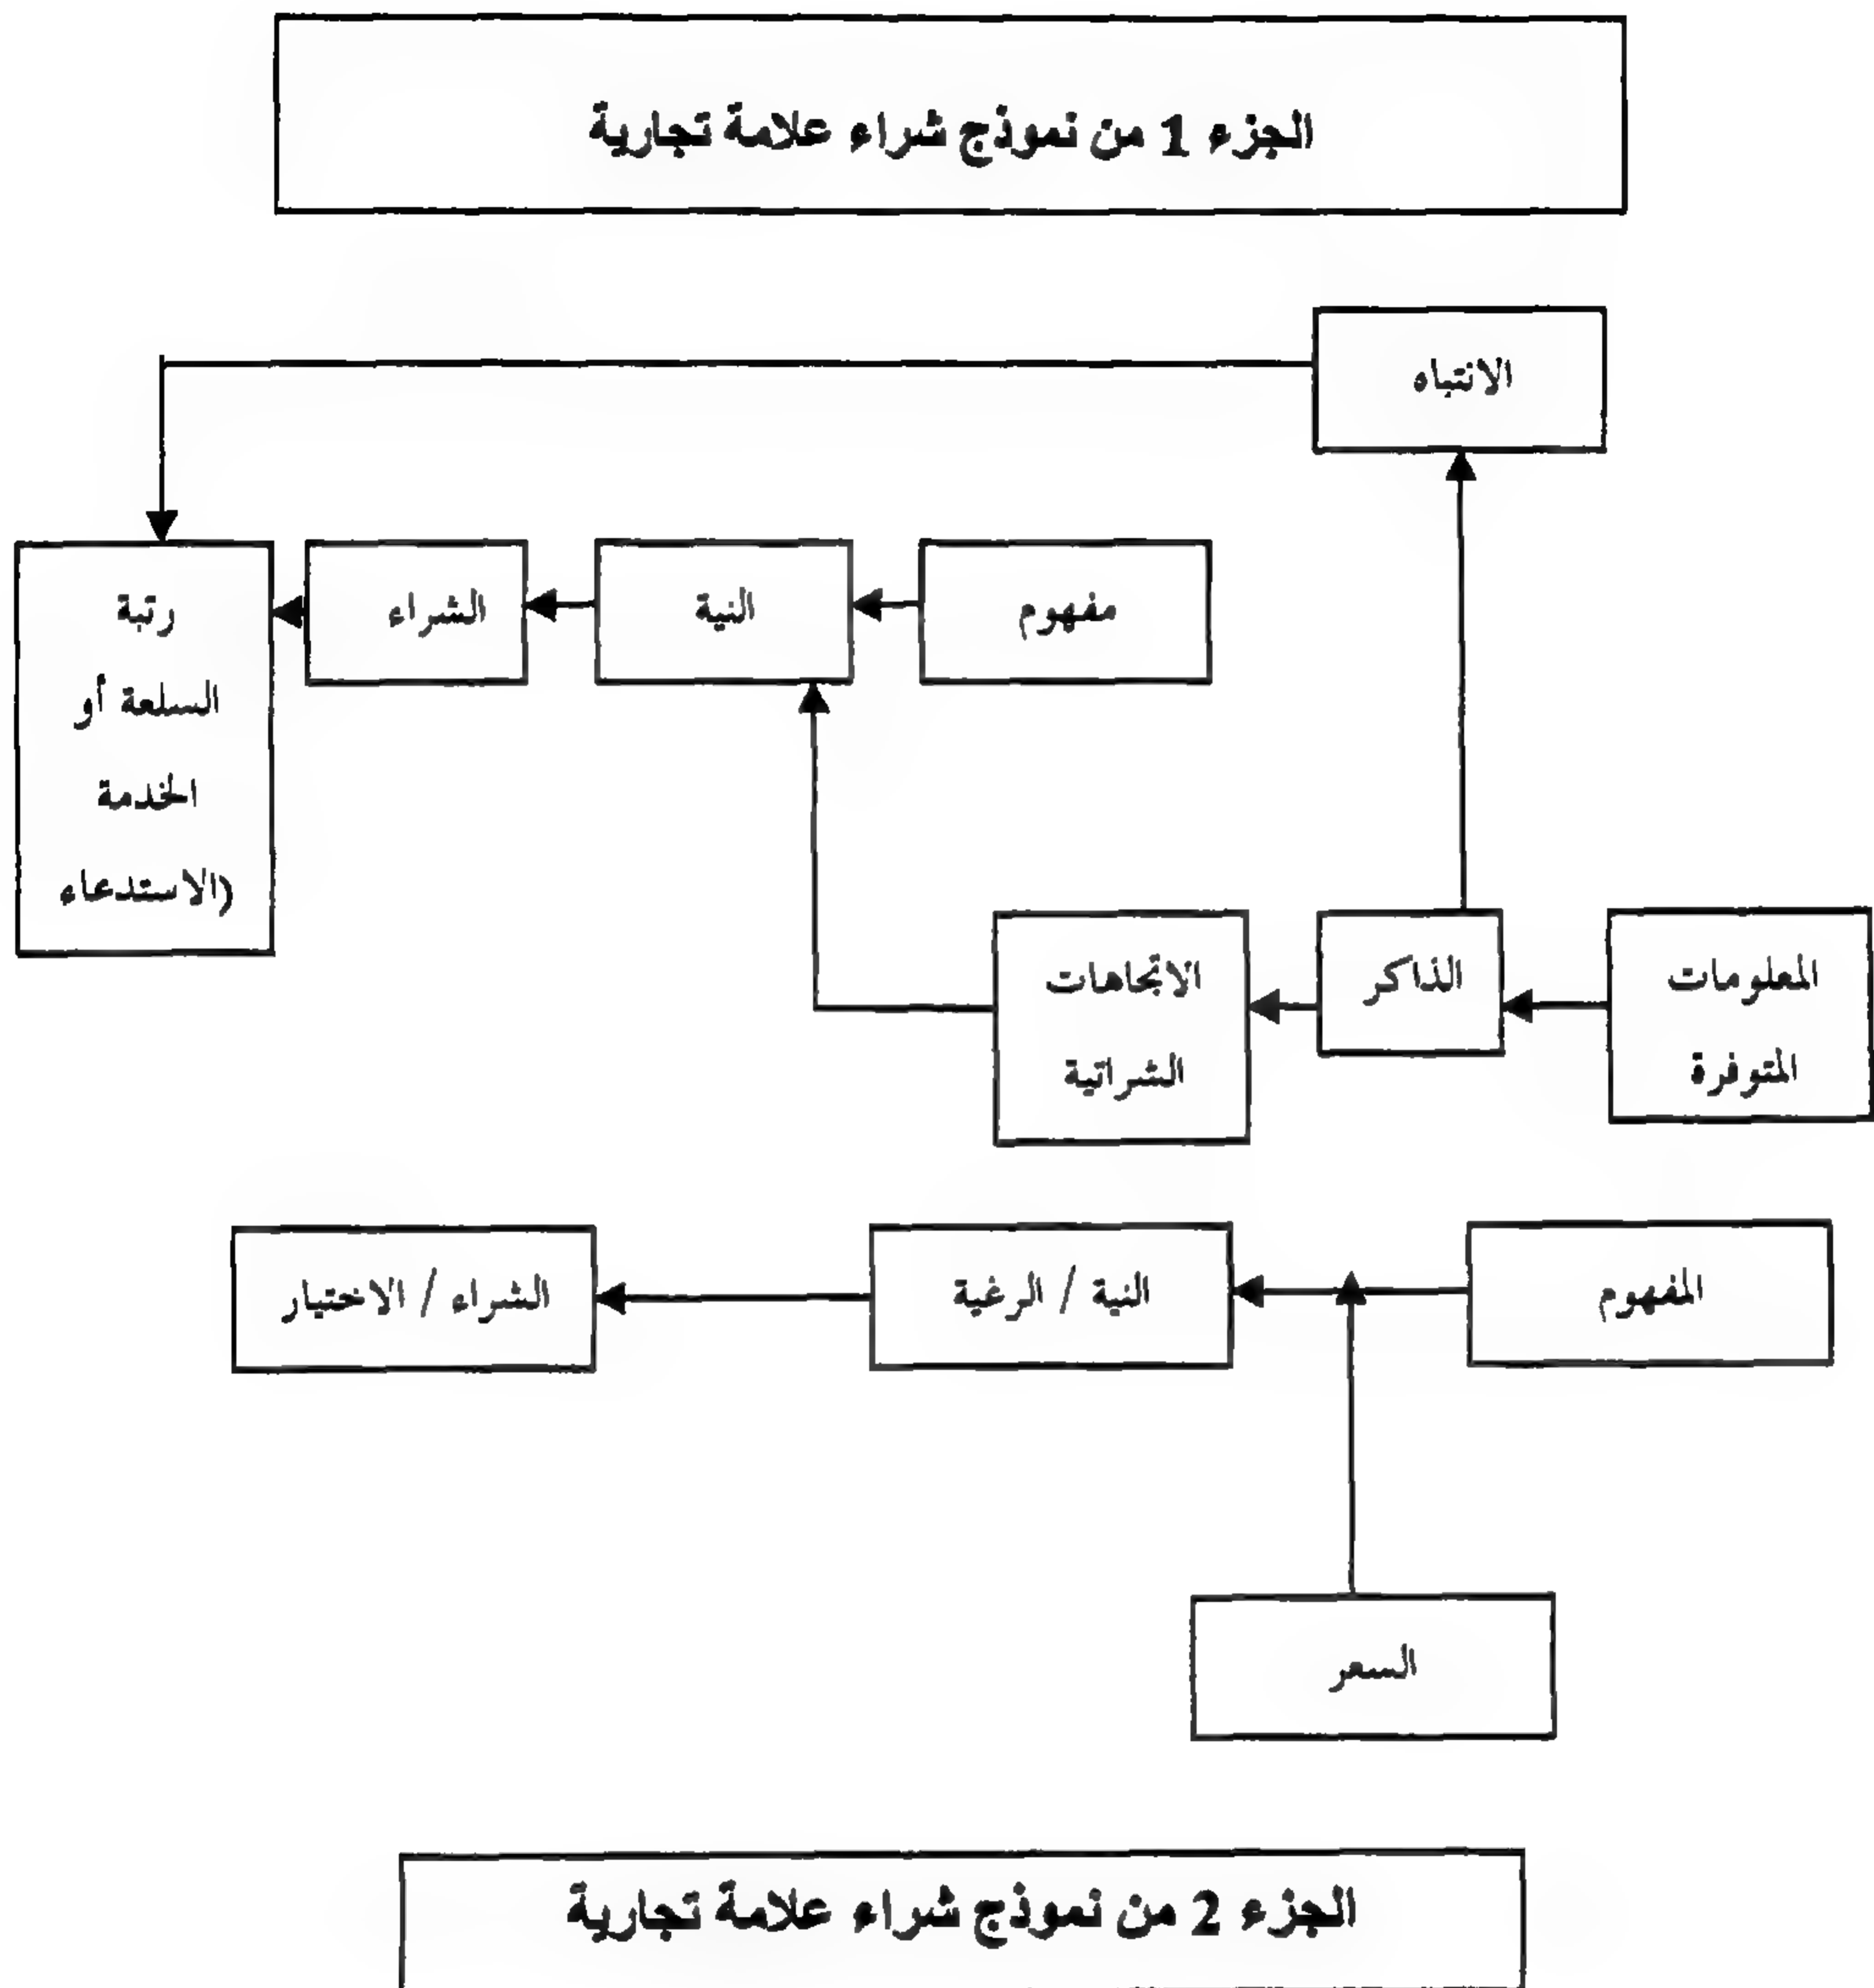 الجزء 1 من نموذج شراء علامة تجارية
الانتباه
مفهوم
النية
الشراء
رتبة
السلعة أو
الخدمة
(الاستدعاء
المعلومات
المتوفرة
الذاكر
الاتجاهات
الشرائية
المفهوم
النية / الرغبة
الشراء / الاختيار
السعر
الجزء 2 من نموذج شراء علامة تجارية